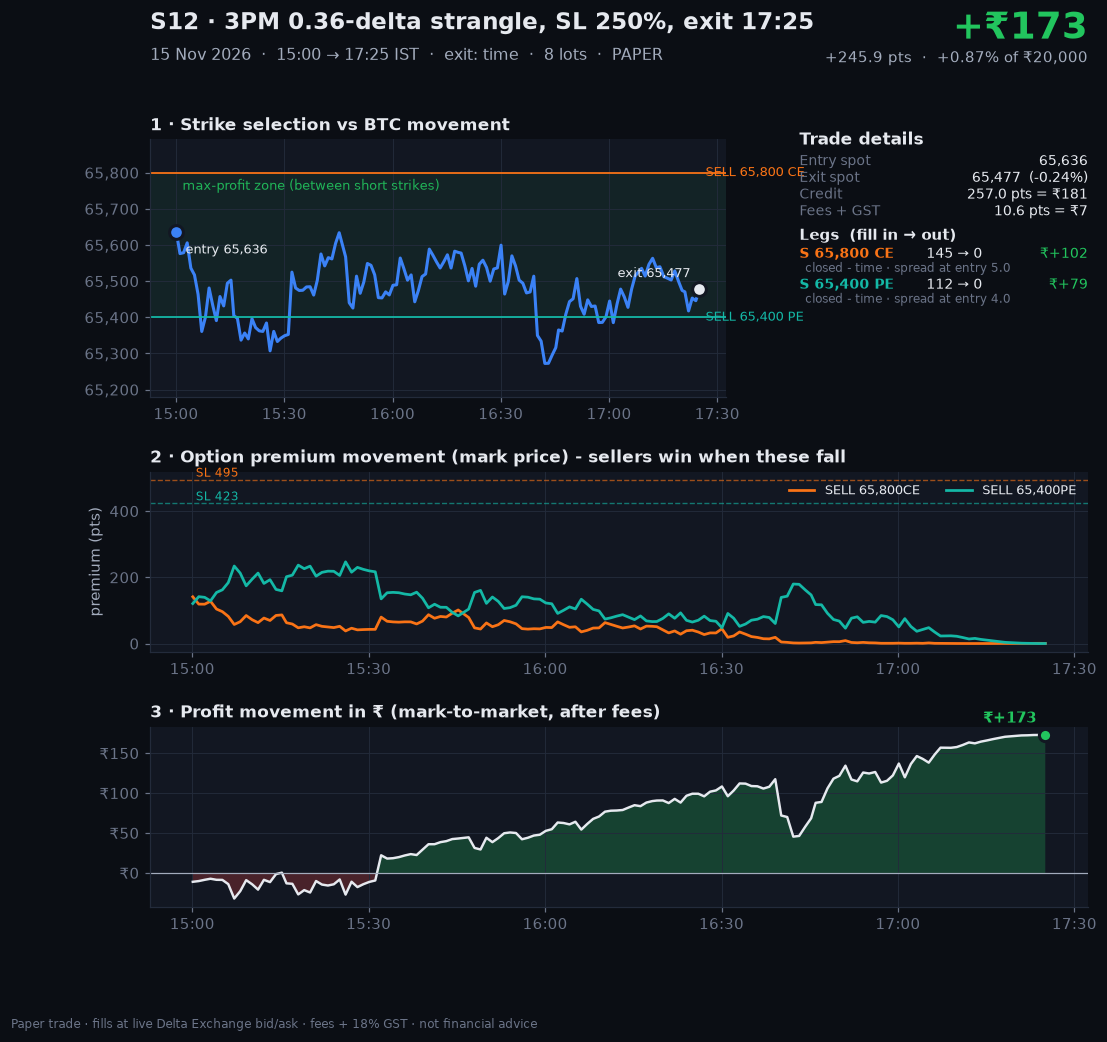 S12 · 3PM 0.36-delta strangle, SL 250%, exit 17:25
+₹173
15 Nov 2026 · 15:00 → 17:25 IST · exit: time · 8 lots · PAPER
+245.9 pts · +0.87% of ₹20,000
1 · Strike selection vs BTC movement
65,800
65,700
65,600
65,500
65,400
65,300
65,200
max-profit zone (between short strikes)
SELL 65,800 CE
entry 65,636
exit 65,477
SELL 65,400 PE
15:00 15:30 16:00 16:30 17:00 17:30
Trade details
Entry spot 65,636
Exit spot 65,477 (-0.24%)
Credit 257.0 pts = ₹181
Fees + GST 10.6 pts = ₹7
Legs (fill in → out)
S 65,800 CE 145 → 0 ₹+102
closed - time · spread at entry 5.0
S 65,400 PE 112 → 0 ₹+79
closed - time · spread at entry 4.0
2 · Option premium movement (mark price) - sellers win when these fall
SL 495
SL 423
SELL 65,800CE SELL 65,400PE
premium (pts)
400
200
0
15:00 15:30 16:00 16:30 17:00 17:30
3 · Profit movement in ₹ (mark-to-market, after fees)
₹+173
₹150
₹100
₹50
₹0
15:00 15:30 16:00 16:30 17:00 17:30
Paper trade · fills at live Delta Exchange bid/ask · fees + 18% GST · not financial advice